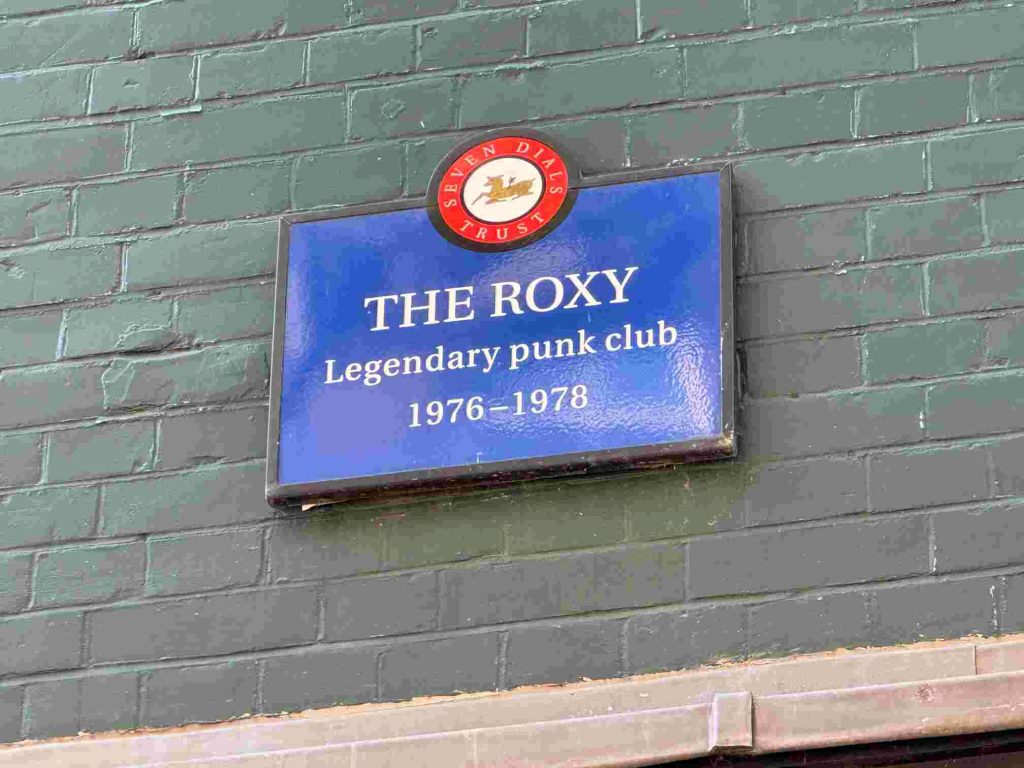 SEVEN DIALS
TRUST
THE ROXY
Legendary punk club
1976–1978